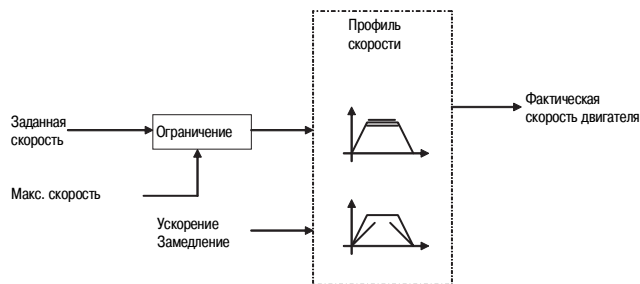 Профиль
скорости
Заданная
скорость
Ограничение
Фактическая
скорость двигателя
Макс. скорость
Ускорение
Замедление